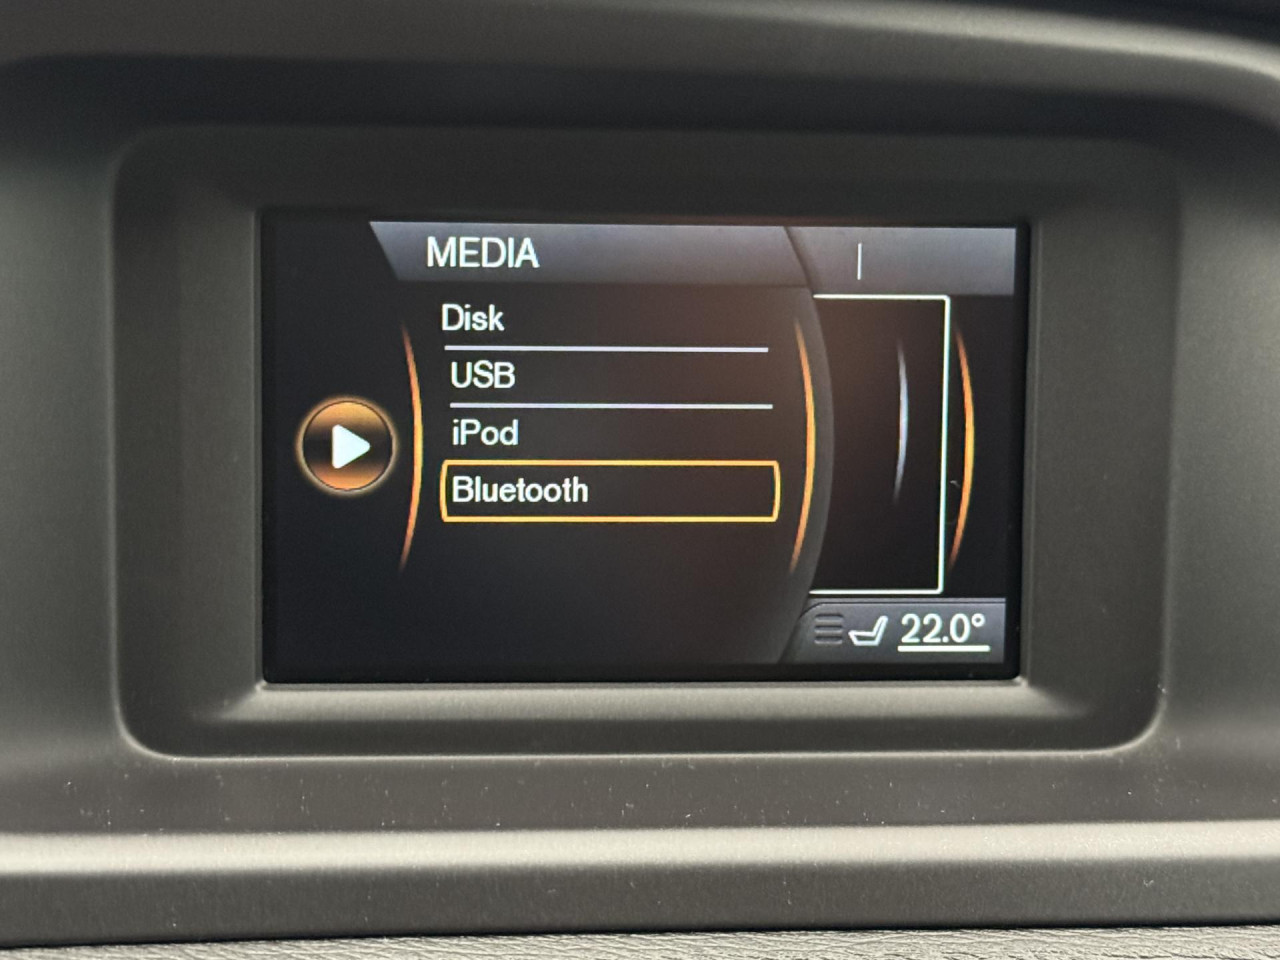 MEDIA
Disk
USB
iPod
Bluetooth
22.0°